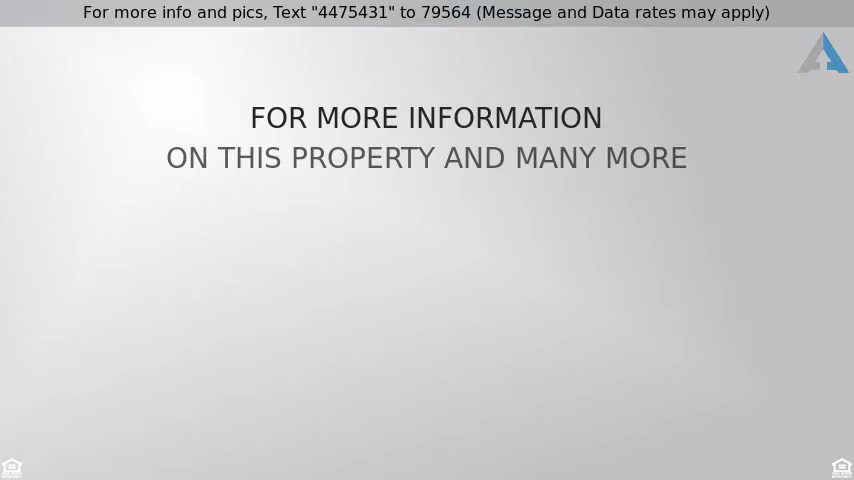 For more info and pics, Text "4475431" to 79564 (Message and Data rates may apply)
FOR MORE INFORMATION
ON THIS PROPERTY AND MANY MORE